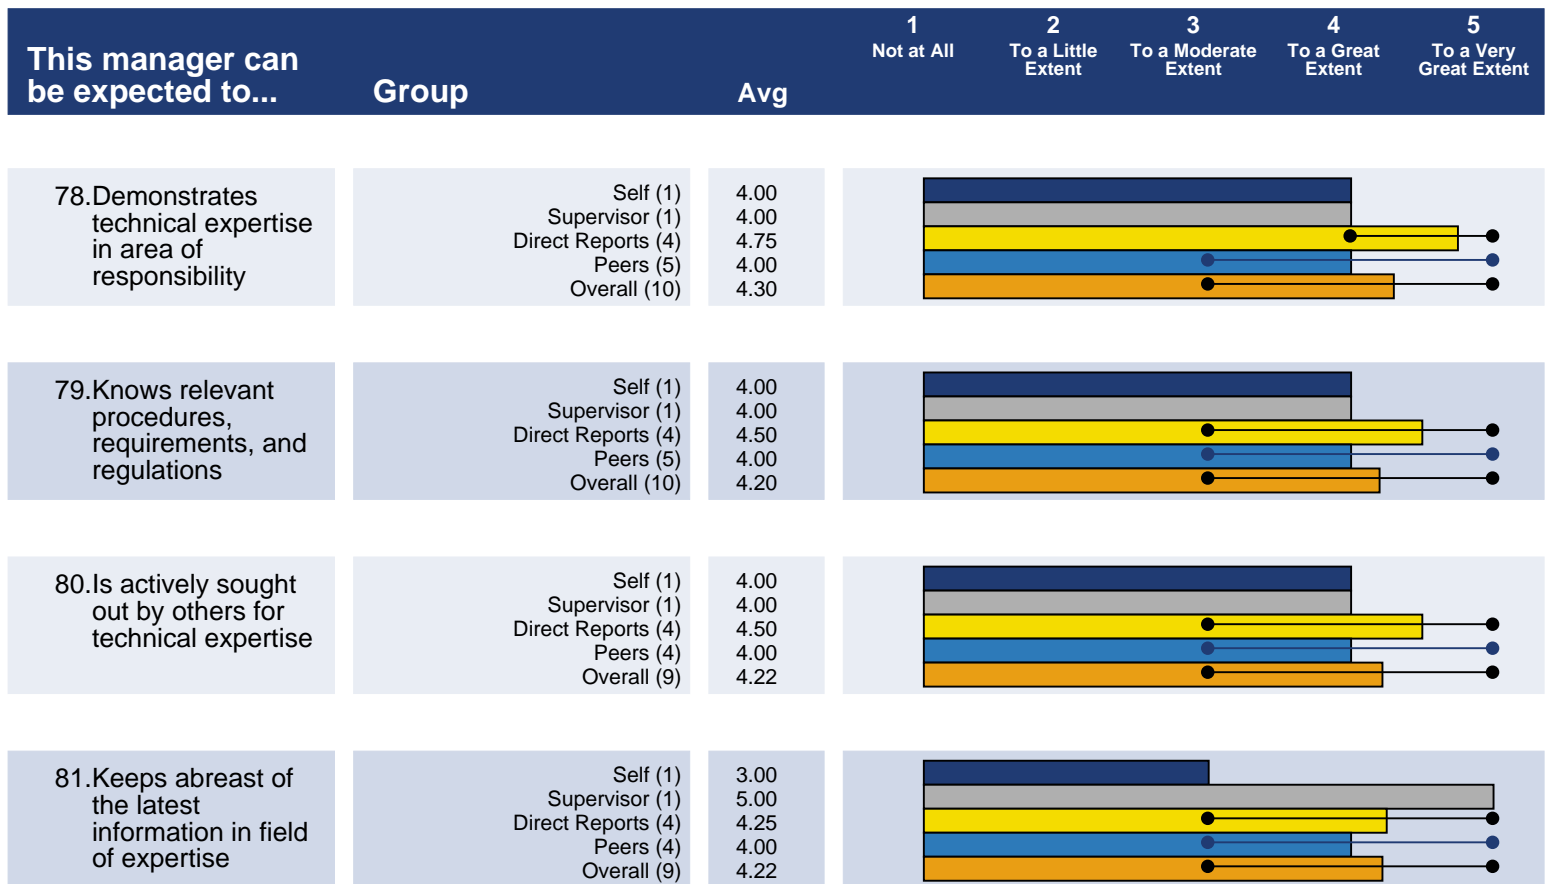 This manager can
be expected to...
Group
Avg
1
Not at All
2
To a Little
Extent
3
To a Moderate
Extent
4
To a Great
Extent
5
To a Very
Great Extent
78.Demonstrates
technical expertise
in area of
responsibility
Self (1) 4.00
Supervisor (1) 4.00
Direct Reports (4) 4.75
Peers (5) 4.00
Overall (10) 4.30
79.Knows relevant
procedures,
requirements, and
regulations
Self (1) 4.00
Supervisor (1) 4.00
Direct Reports (4) 4.50
Peers (5) 4.00
Overall (10) 4.20
80.Is actively sought
out by others for
technical expertise
Self (1) 4.00
Supervisor (1) 4.00
Direct Reports (4) 4.50
Peers (4) 4.00
Overall (9) 4.22
81.Keeps abreast of
the latest
information in field
of expertise
Self (1) 3.00
Supervisor (1) 5.00
Direct Reports (4) 4.25
Peers (4) 4.00
Overall (9) 4.22